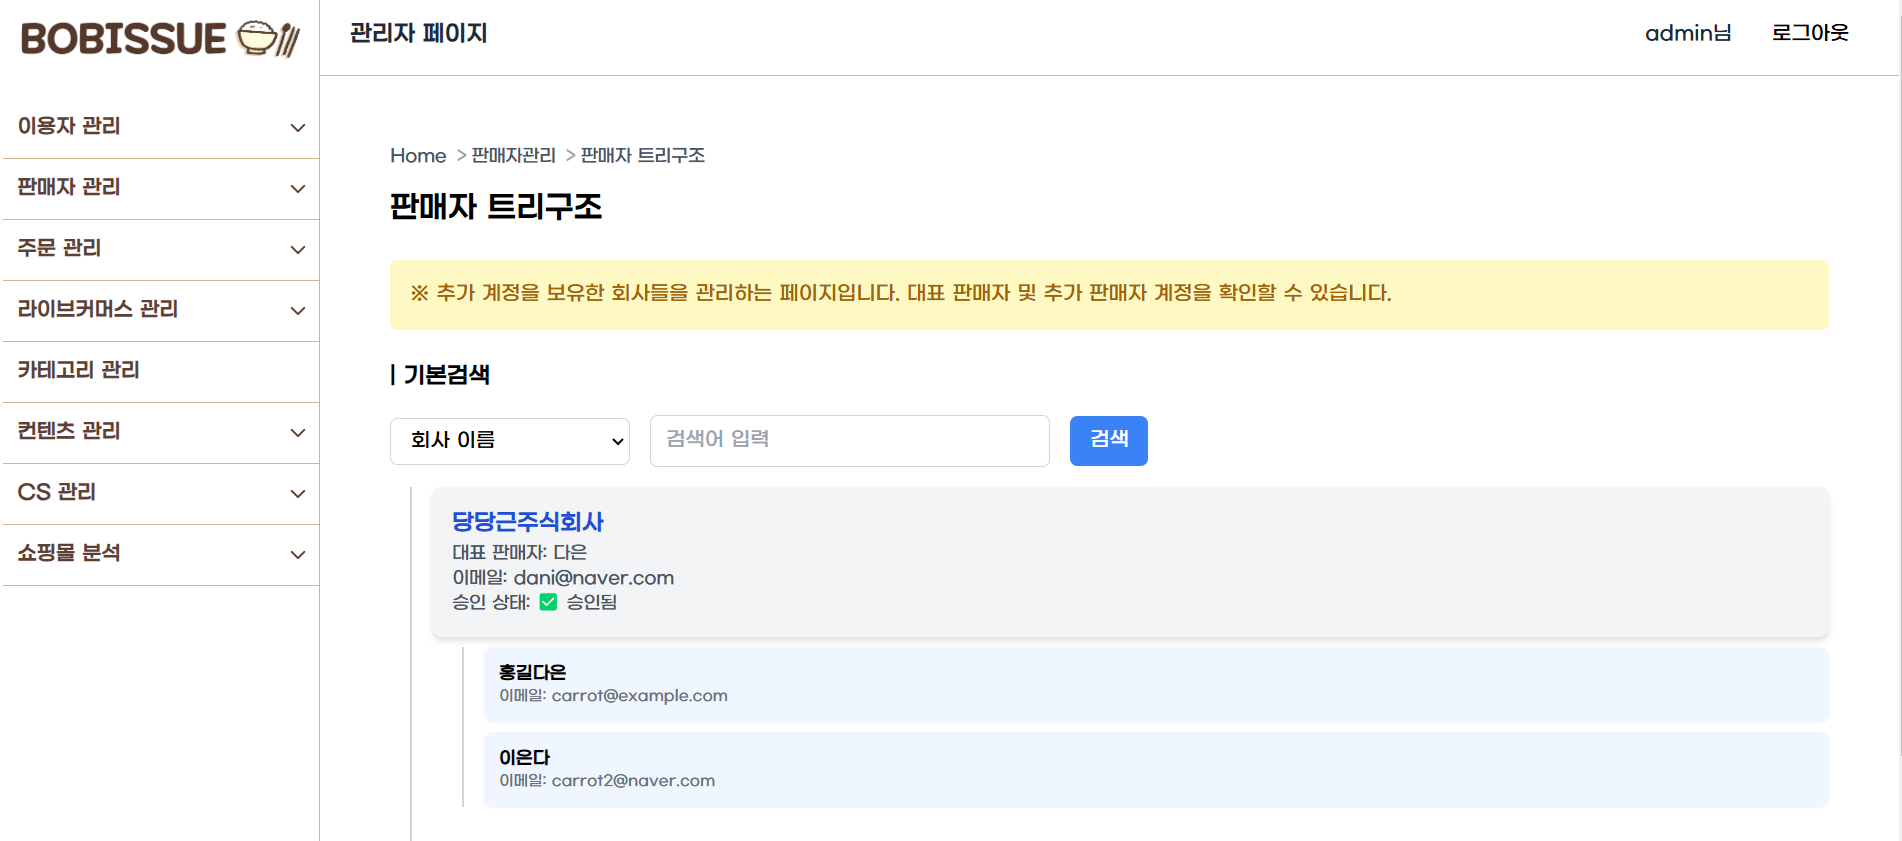 BOBISSUE
관리자 페이지
admin님 로그아웃
이용자 관리
판매자 관리
주문 관리
라이브커머스 관리
카테고리 관리
컨텐츠 관리
CS 관리
쇼핑몰 분석
Home > 판매자관리 > 판매자 트리구조
판매자 트리구조
※ 추가 계정을 보유한 회사들을 관리하는 페이지입니다. 대표 판매자 및 추가 판매자 계정을 확인할 수 있습니다.
| 기본검색
회사 이름 검색어 입력 검색
당당근주식회사
대표 판매자: 다은
이메일: dani@naver.com
승인 상태: ✅ 승인됨
홍길다은
이메일: carrot@example.com
이은다
이메일: carrot2@naver.com